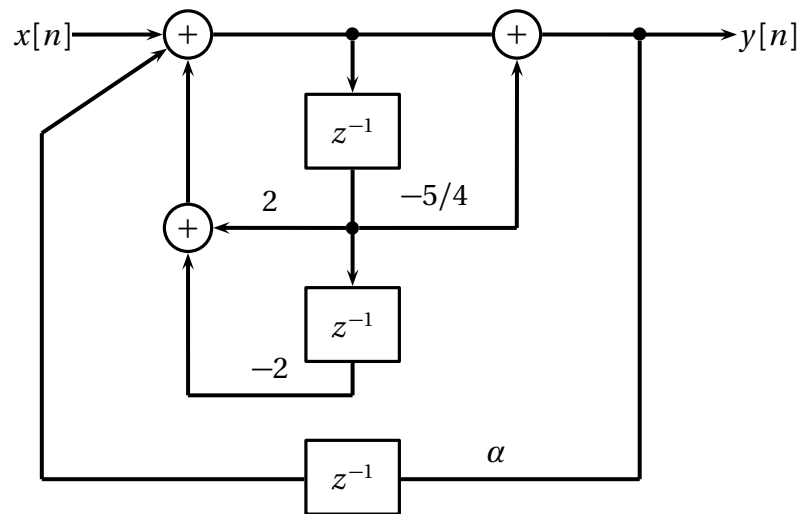 x[n] + + y[n]
z⁻¹
2 −5/4
+
z⁻¹
−2
α
z⁻¹